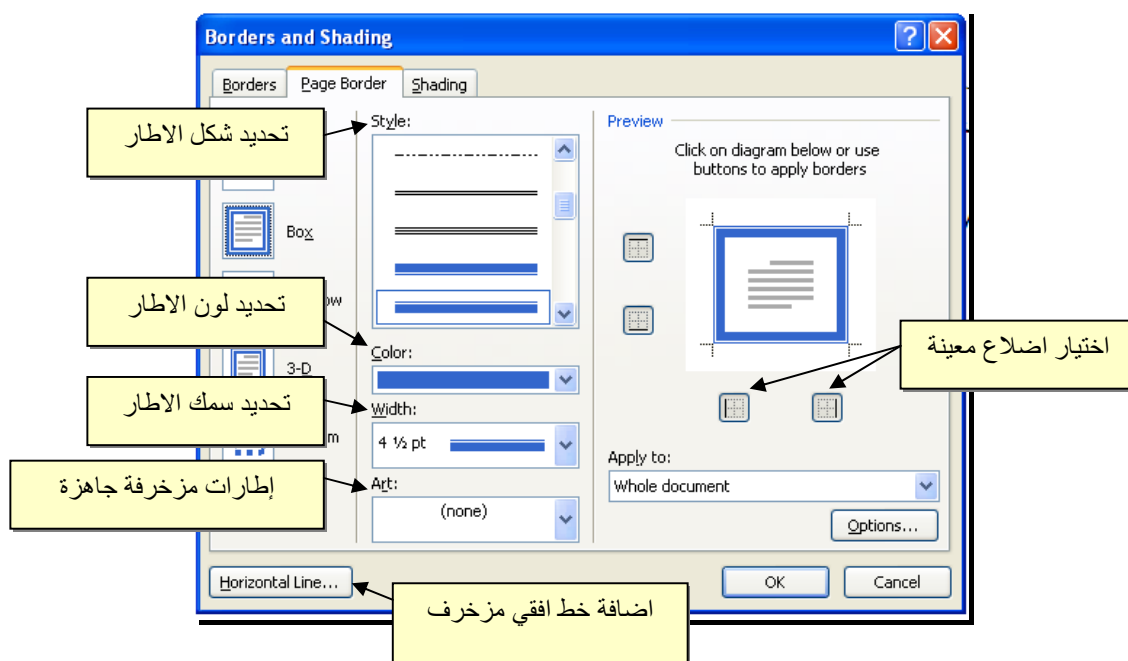 Borders and Shading
Borders
Page Border
Shading
تحديد شكل الاطار
Style:
Preview
Click on diagram below or use
buttons to apply borders
Box
تحديد لون الاطار
ow
اختيار اضلاع معينة
Color:
3-D
تحديد سمك الاطار
Width:
m
4 ½ pt
Apply to:
Whole document
إطارات مزخرفة جاهزة
Art:
(none)
Options...
Horizontal Line...
OK
Cancel
اضافة خط افقي مزخرف